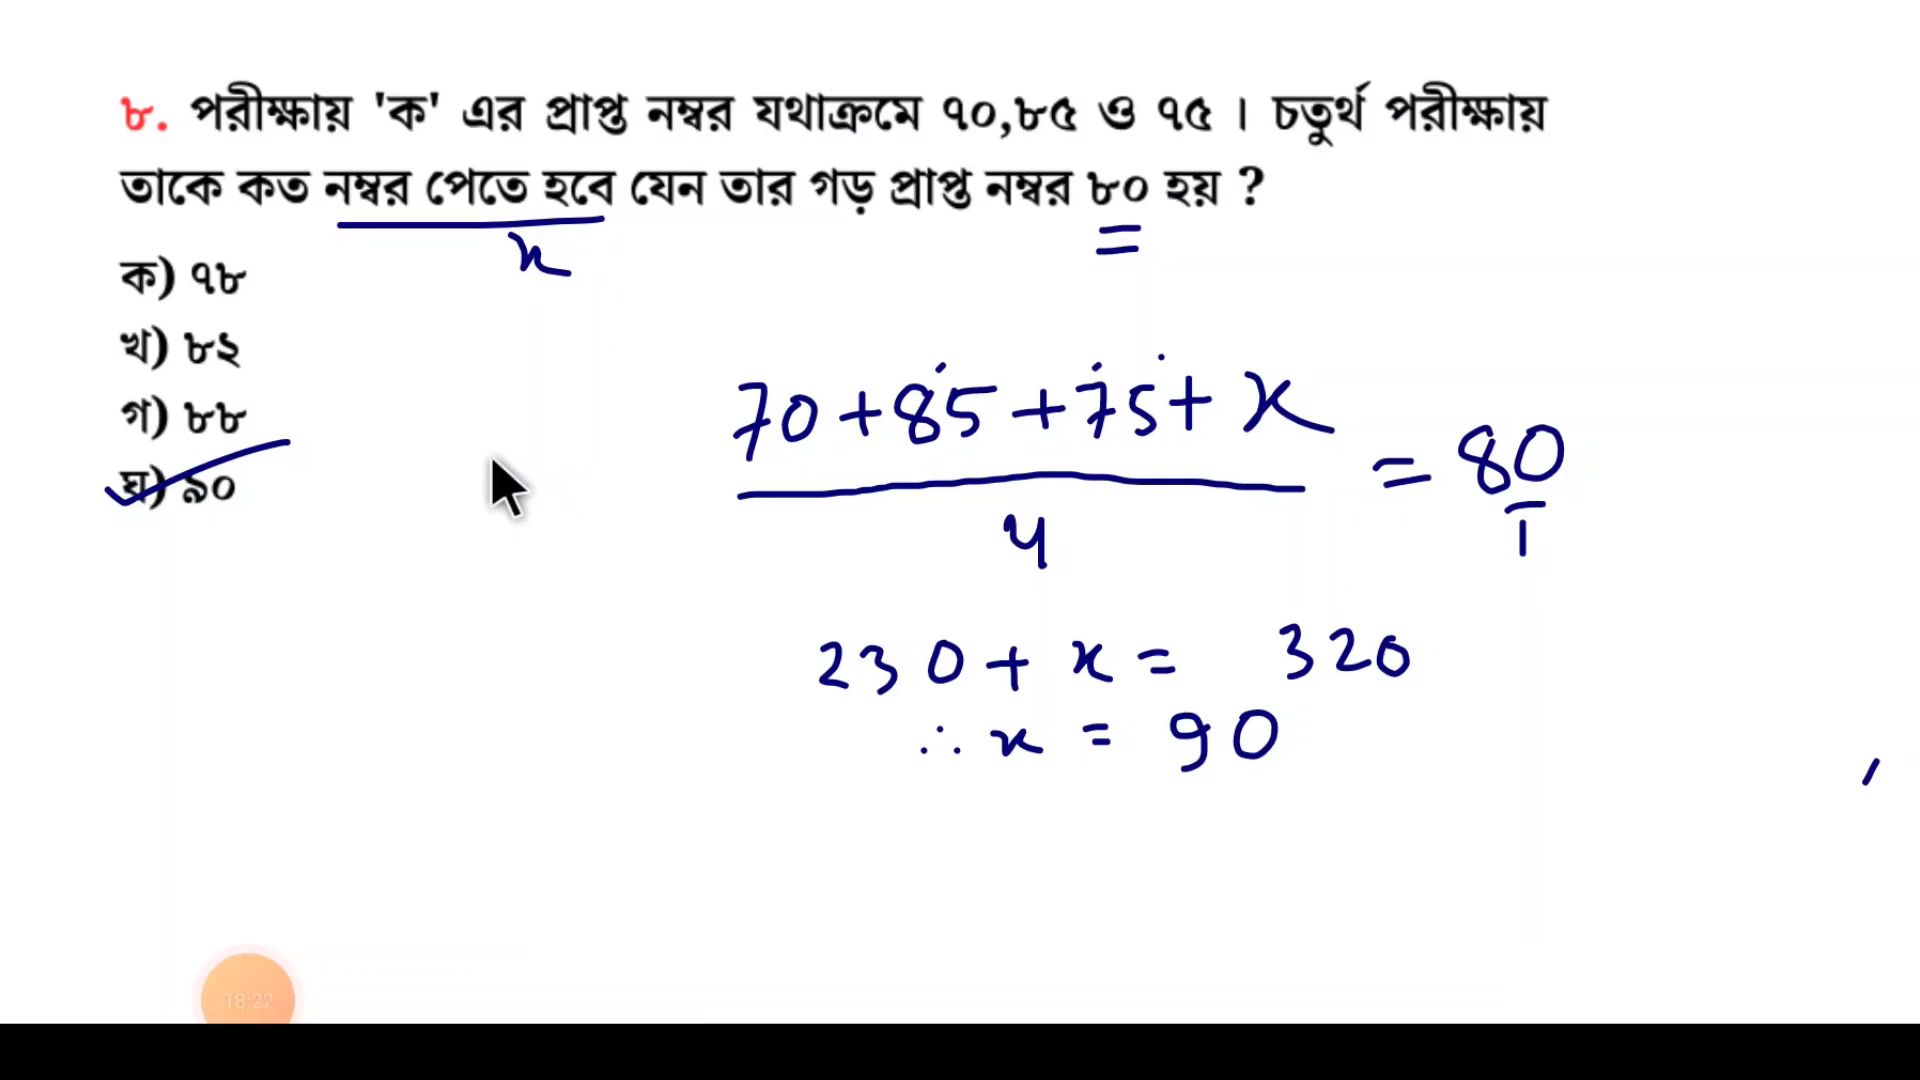 ৮. পরীক্ষায় 'ক' এর প্রাপ্ত নম্বর যথাক্রমে ৭০,৮৫ ও ৭৫ । চতুর্থ পরীক্ষায়
তাকে কত নম্বর পেতে হবে যেন তার গড় প্রাপ্ত নম্বর ৮০ হয় ?
x =
ক) ৭৮
খ) ৮২
গ) ৮৮
ঘ) ৯০
70+85+75+ x
= 80
4
1
230 + x = 320
∴ x = 90
18:22